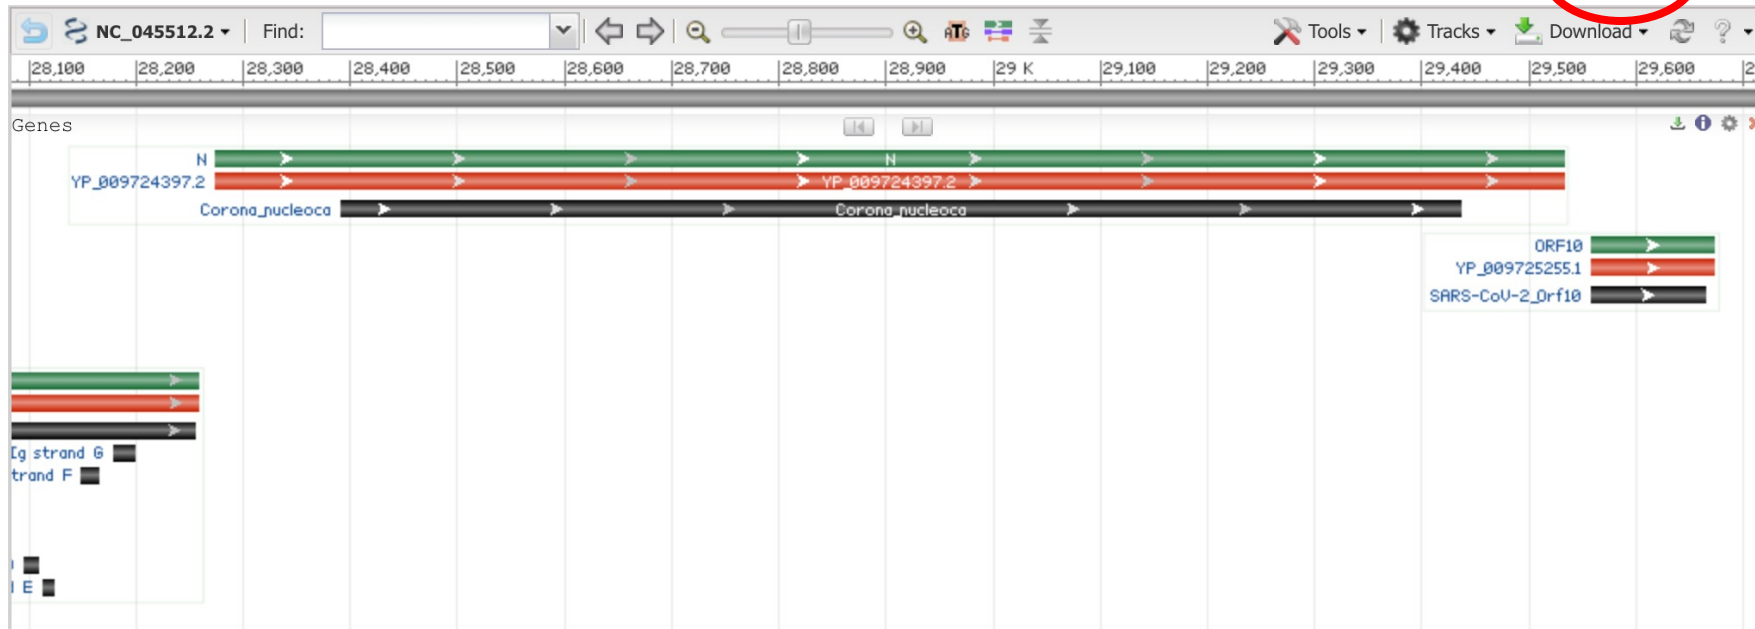 NC_045512.2 Find: ATG Tools Tracks Download ?
28,100 28,200 28,300 28,400 28,500 28,600 28,700 28,800 28,900 29 K 29,100 29,200 29,300 29,400 29,500 29,600 2
Genes
N N
YP_009724397.2 YP_009724397.2
Corona_nucleoca Corona_nucleoca
ORF10
YP_009725255.1
SARS-CoV-2_Orf10
Ig strand G
trand F
E